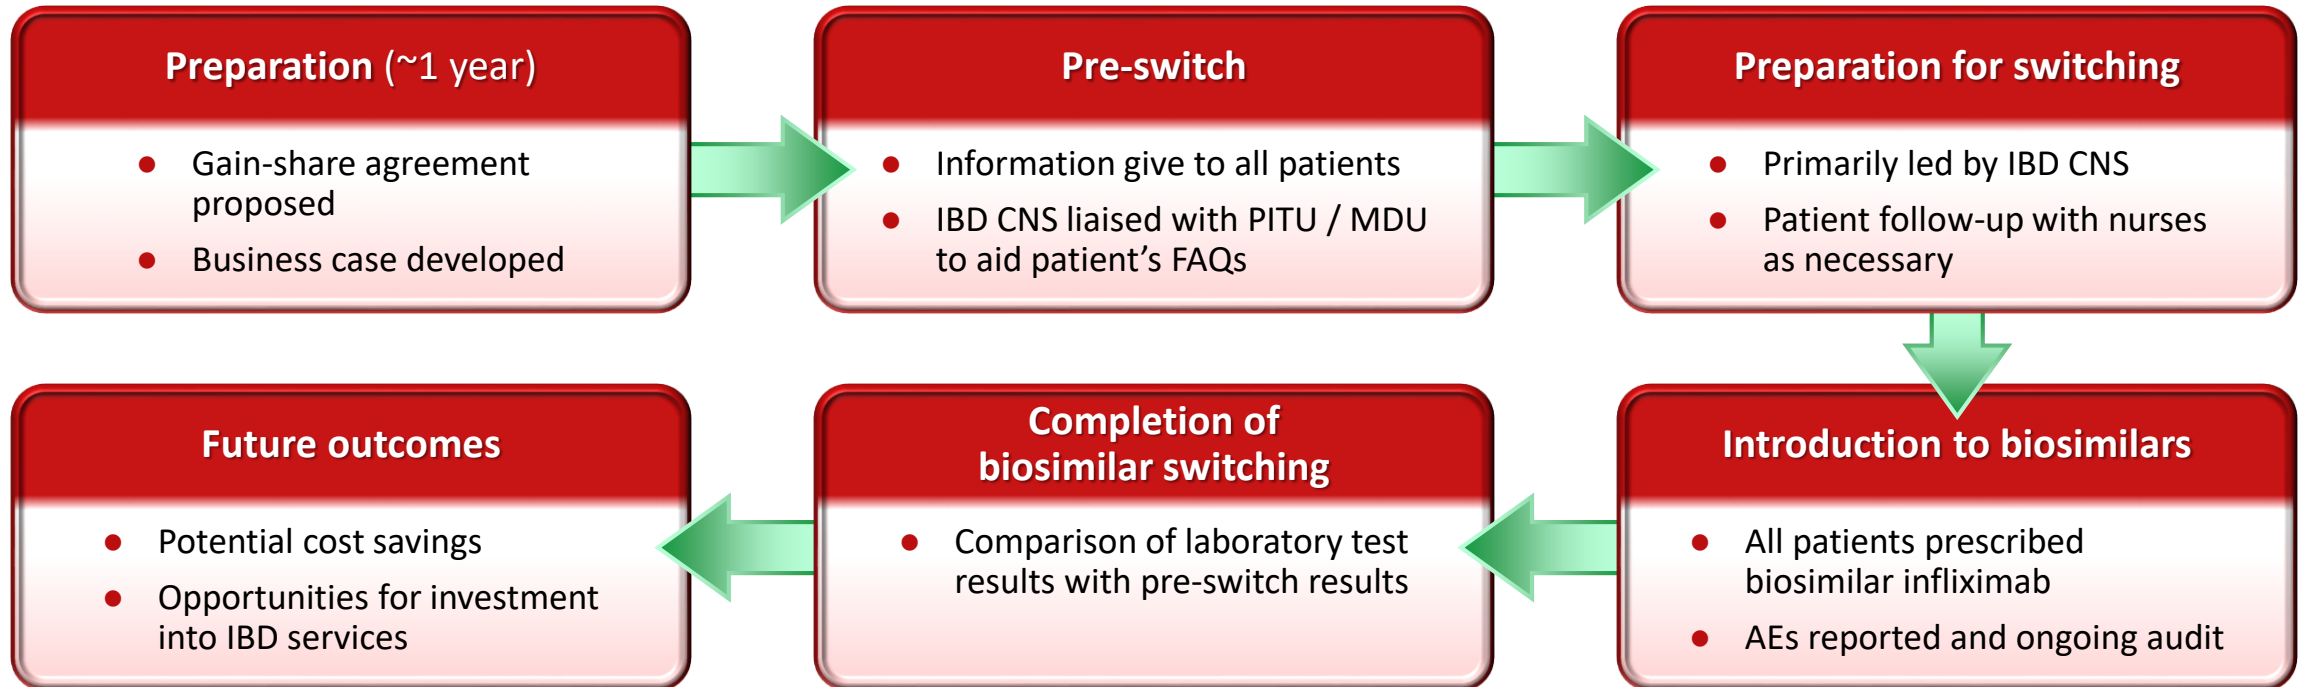 Preparation (~1 year)
● Gain-share agreement
proposed
● Business case developed
Pre-switch
● Information give to all patients
● IBD CNS liaised with PITU / MDU
to aid patient’s FAQs
Preparation for switching
● Primarily led by IBD CNS
● Patient follow-up with nurses
as necessary
Introduction to biosimilars
● All patients prescribed
biosimilar infliximab
● AEs reported and ongoing audit
Completion of
biosimilar switching
● Comparison of laboratory test
results with pre-switch results
Future outcomes
● Potential cost savings
● Opportunities for investment
into IBD services